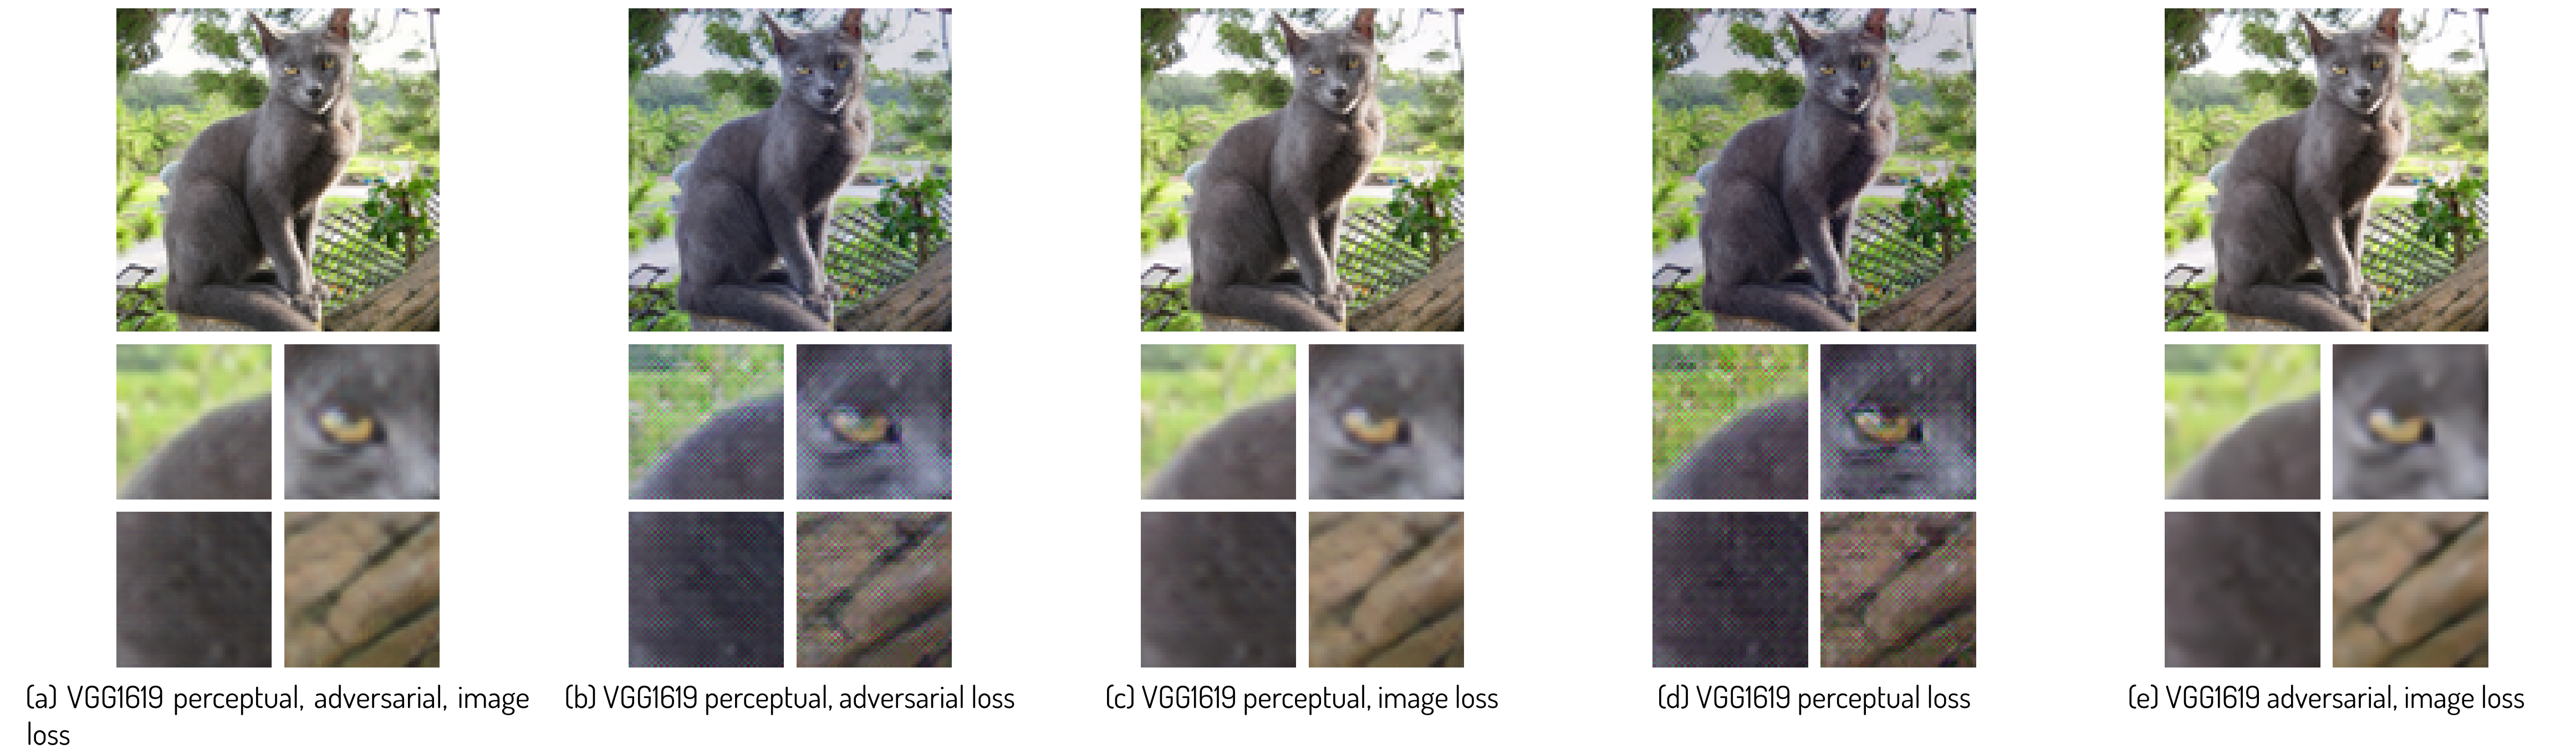 (a) VGG1619 perceptual, adversarial, image
loss
(b) VGG1619 perceptual, adversarial loss
(c) VGG1619 perceptual, image loss
(d) VGG1619 perceptual loss
(e) VGG1619 adversarial, image loss